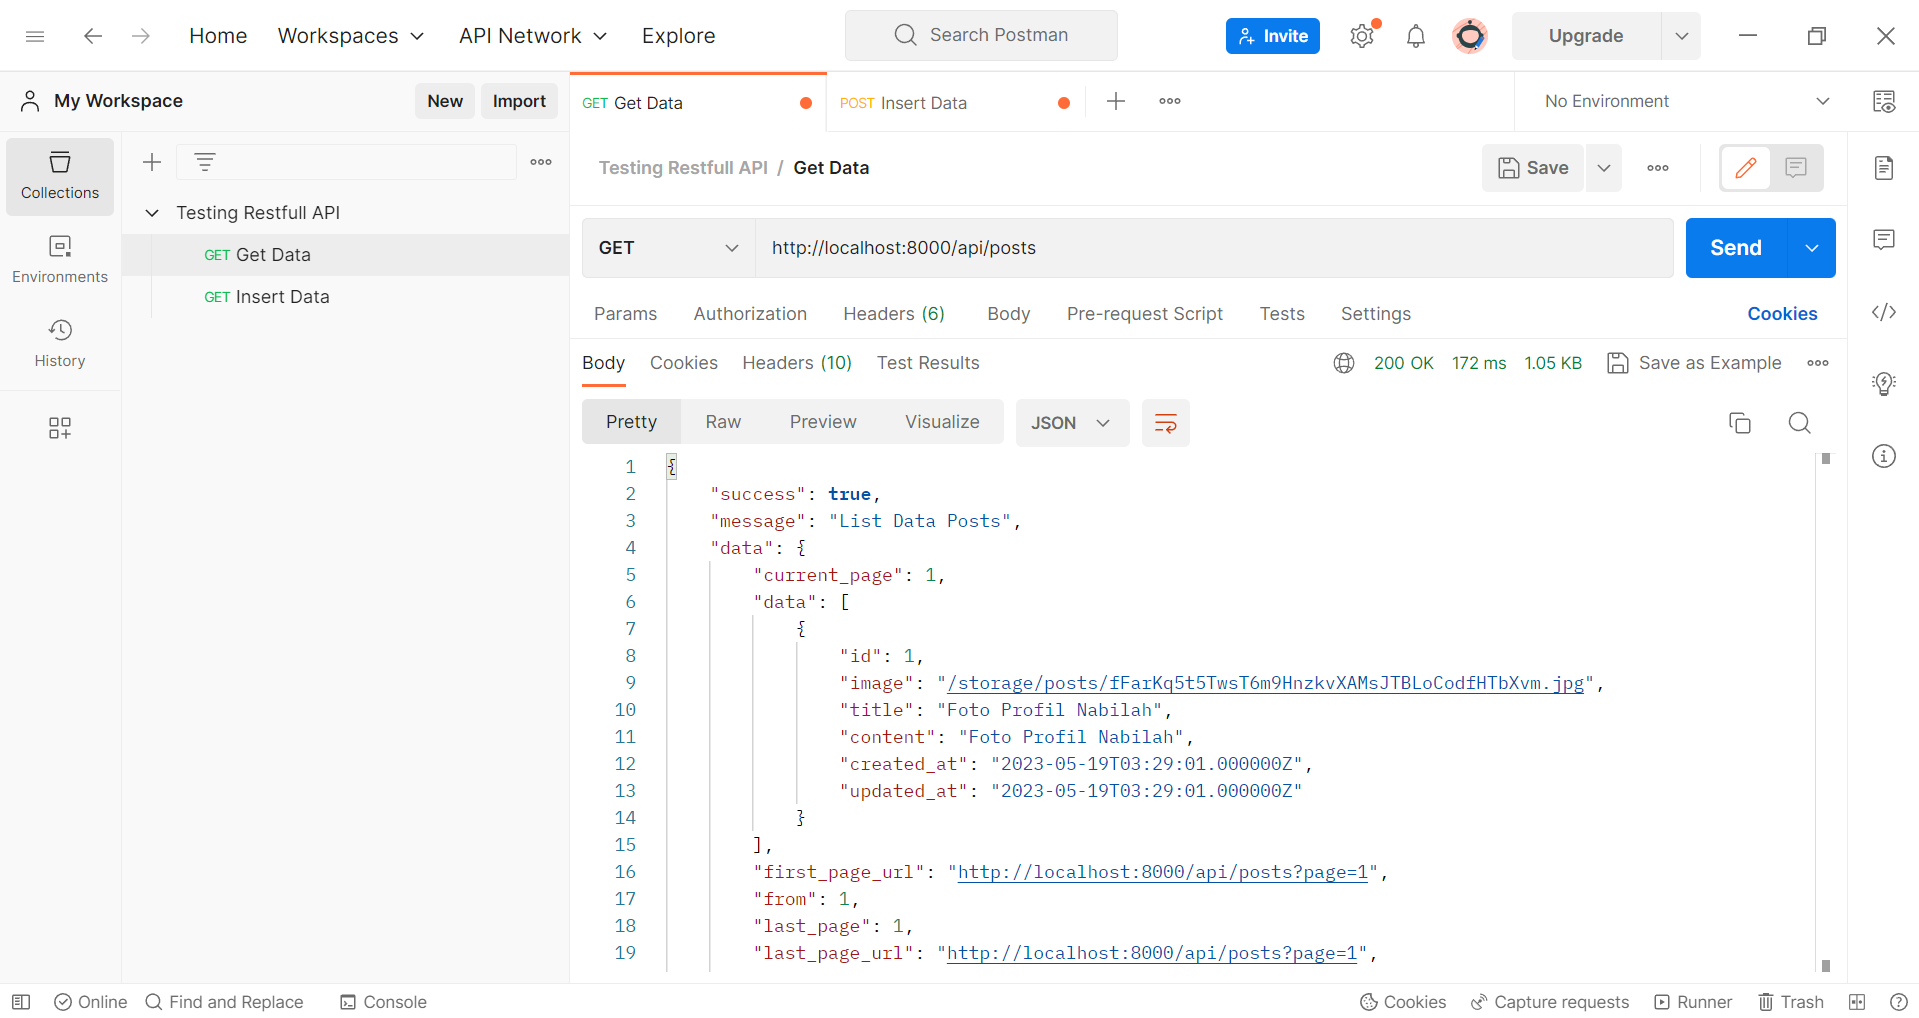 Home Workspaces API Network Explore Search Postman Invite Upgrade
My Workspace New Import
GET Get Data POST Insert Data No Environment
Collections
Environments
History
Testing Restfull API
GET Get Data
GET Insert Data
Testing Restfull API / Get Data Save
GET http://localhost:8000/api/posts Send
Params Authorization Headers (6) Body Pre-request Script Tests Settings Cookies
Body Cookies Headers (10) Test Results 200 OK 172 ms 1.05 KB Save as Example
Pretty Raw Preview Visualize JSON
1 {
2 "success": true,
3 "message": "List Data Posts",
4 "data": {
5 "current_page": 1,
6 "data": [
7 {
8 "id": 1,
9 "image": "/storage/posts/fFarKq5t5TwsT6m9HnzkvXAMsJTBLoCodfHTbXvm.jpg",
10 "title": "Foto Profil Nabilah",
11 "content": "Foto Profil Nabilah",
12 "created_at": "2023-05-19T03:29:01.000000Z",
13 "updated_at": "2023-05-19T03:29:01.000000Z"
14 }
15 ],
16 "first_page_url": "http://localhost:8000/api/posts?page=1",
17 "from": 1,
18 "last_page": 1,
19 "last_page_url": "http://localhost:8000/api/posts?page=1",
Online Find and Replace Console Cookies Capture requests Runner Trash